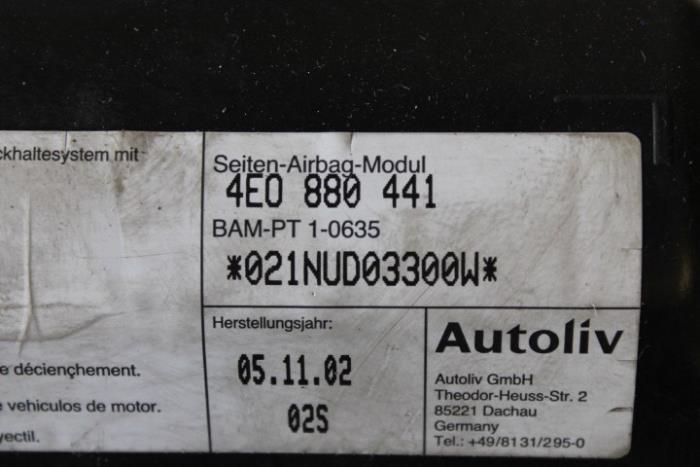 ckhaltesystem mit
Seiten-Airbag-Modul
4E0 880 441
BAM-PT 1-0635
*021NUD03300W*
Herstellungsjahr:
05.11.02
02S
Autoliv
Autoliv GmbH
Theodor-Heuss-Str. 2
85221 Dachau
Germany
Tel.: +49/8131/295-0
e décienchement.
e vehiculos de motor.
yectil.